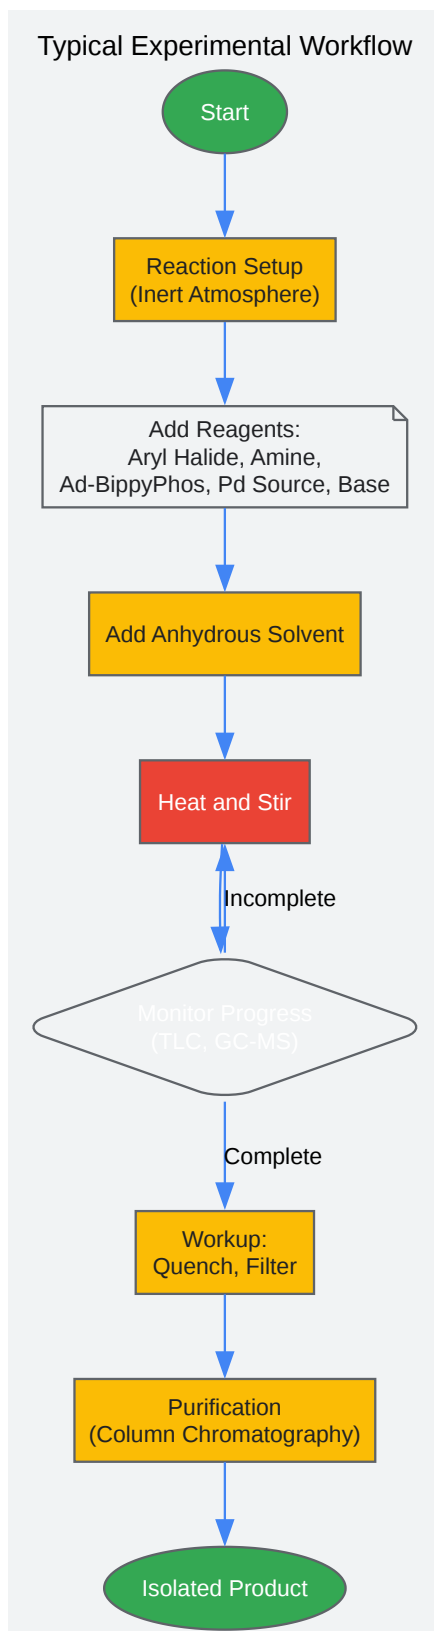 Typical Experimental Workflow
Start
Reaction Setup
(Inert Atmosphere)
Add Reagents:
Aryl Halide, Amine,
Ad-BippyPhos, Pd Source, Base
Add Anhydrous Solvent
Heat and Stir
Incomplete
Monitor Progress
(TLC, GC-MS)
Complete
Workup:
Quench, Filter
Purification
(Column Chromatography)
Isolated Product